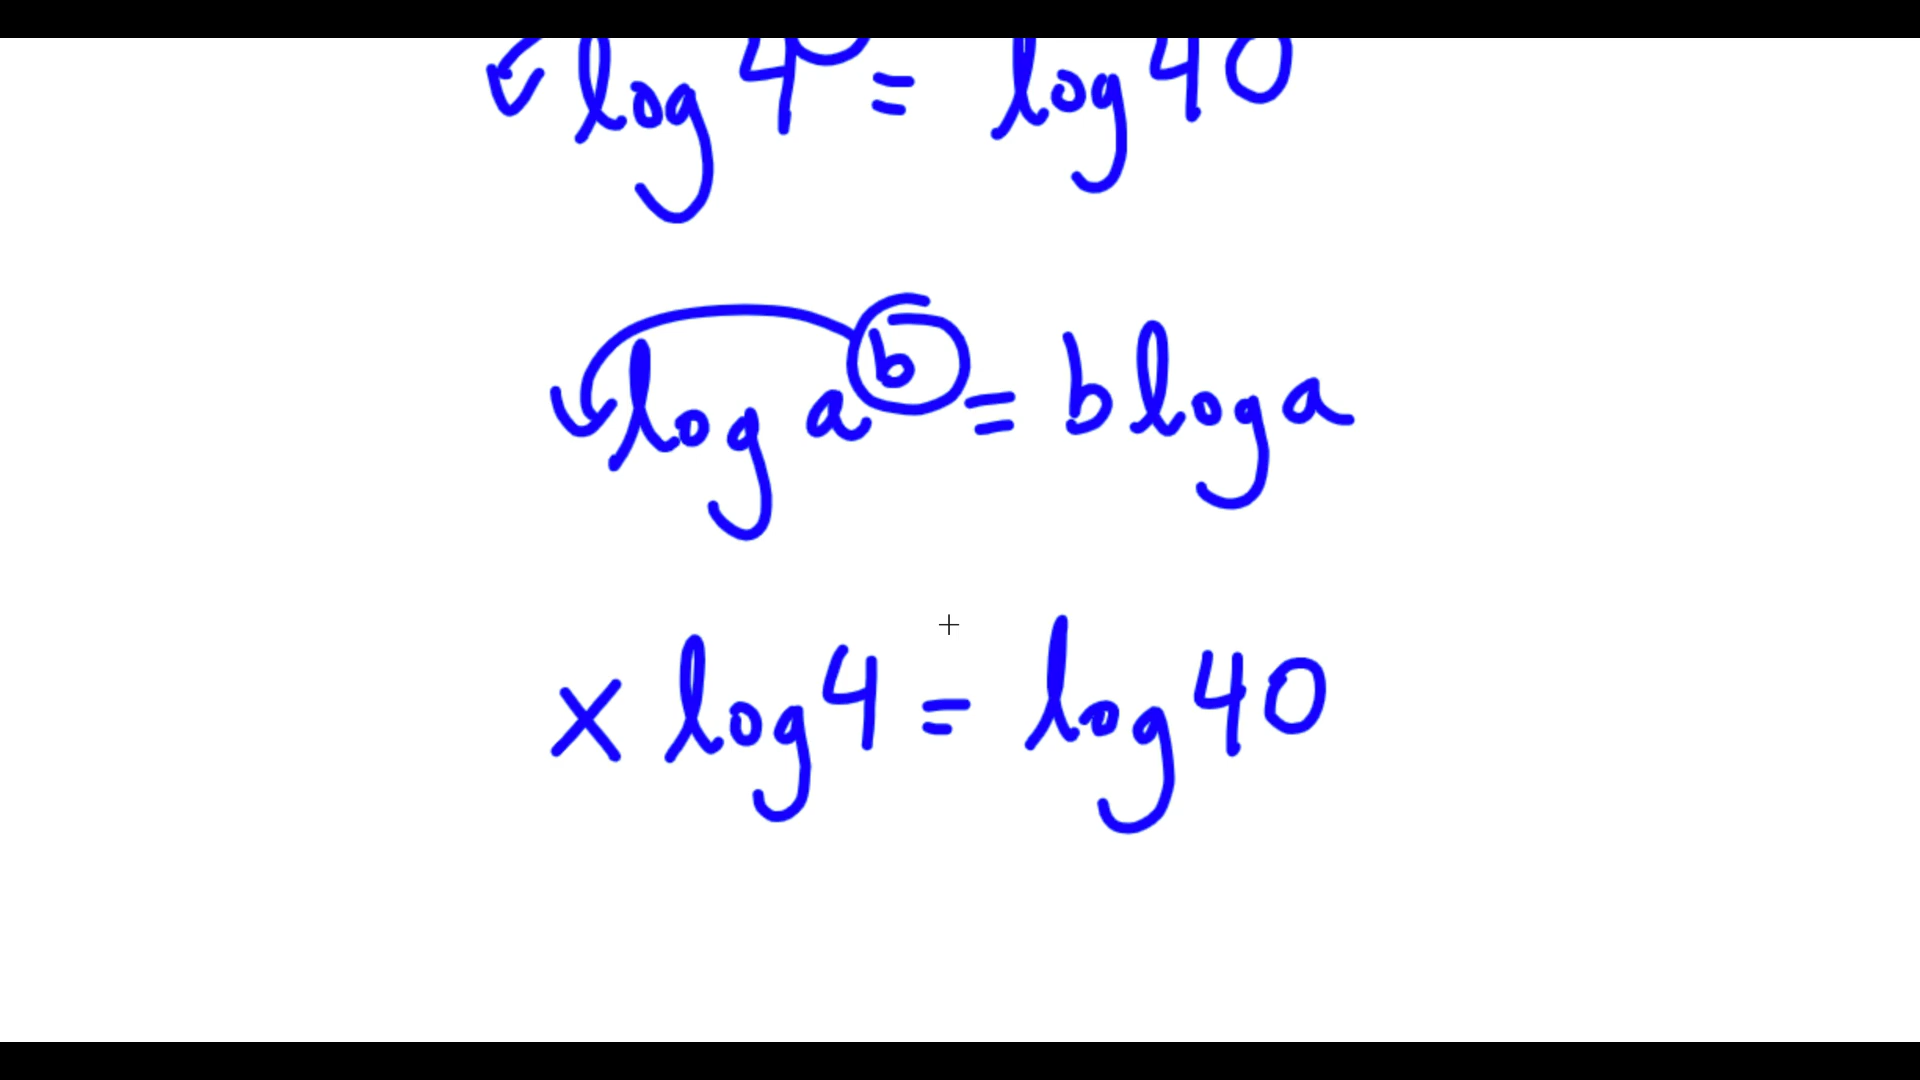 log 4 = log 40
log a^b = b log a
x log 4 = log 40